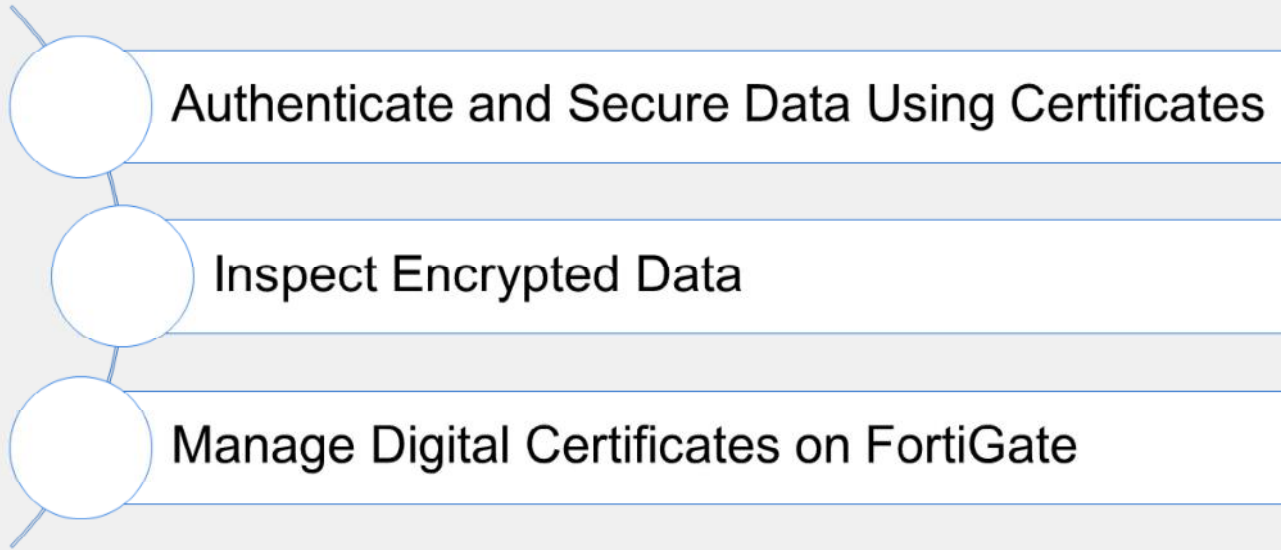 Authenticate and Secure Data Using Certificates
Inspect Encrypted Data
Manage Digital Certificates on FortiGate